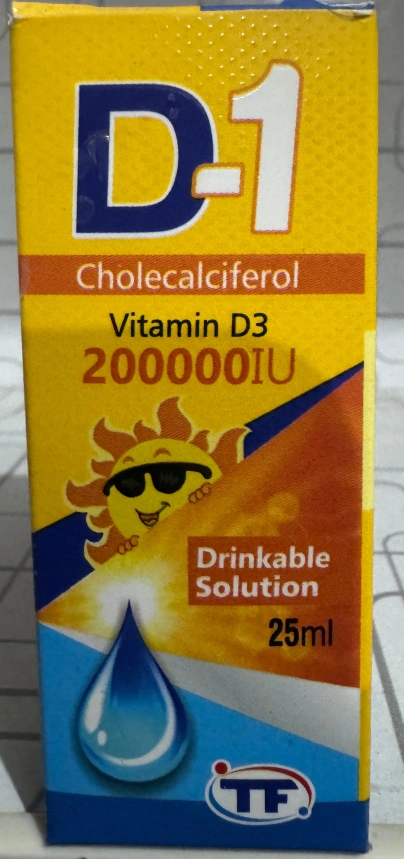 D-1
Cholecalciferol
Vitamin D3
200000IU
Drinkable
Solution
25ml
TF